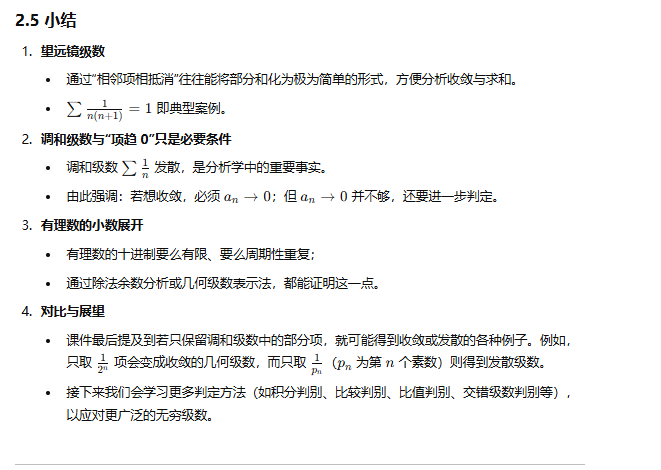 2.5 小结
1. 望远镜级数
• 通过“相邻项相抵消”往往能将部分和化为极为简单的形式，方便分析收敛与求和。
• ∑ 1/(n(n+1)) = 1 即典型案例。
2. 调和级数与“项趋 0”只是必要条件
• 调和级数 ∑ 1/n 发散，是分析学中的重要事实。
• 由此强调：若想收敛，必须 aₙ → 0；但 aₙ → 0 并不够，还要进一步判定。
3. 有理数的小数展开
• 有理数的十进制要么有限、要么周期性重复；
• 通过除法余数分析或几何级数表示法，都能证明这一点。
4. 对比与展望
• 课件最后提及到若只保留调和级数中的部分项，就可能得到收敛或发散的各种例子。例如，
只取 1/2ⁿ 项会变成收敛的几何级数，而只取 1/pₙ（pₙ 为第 n 个素数）则得到发散级数。
• 接下来我们会学习更多判定方法（如积分判别、比较判别、比值判别、交错级数判别等），
以应对更广泛的无穷级数。